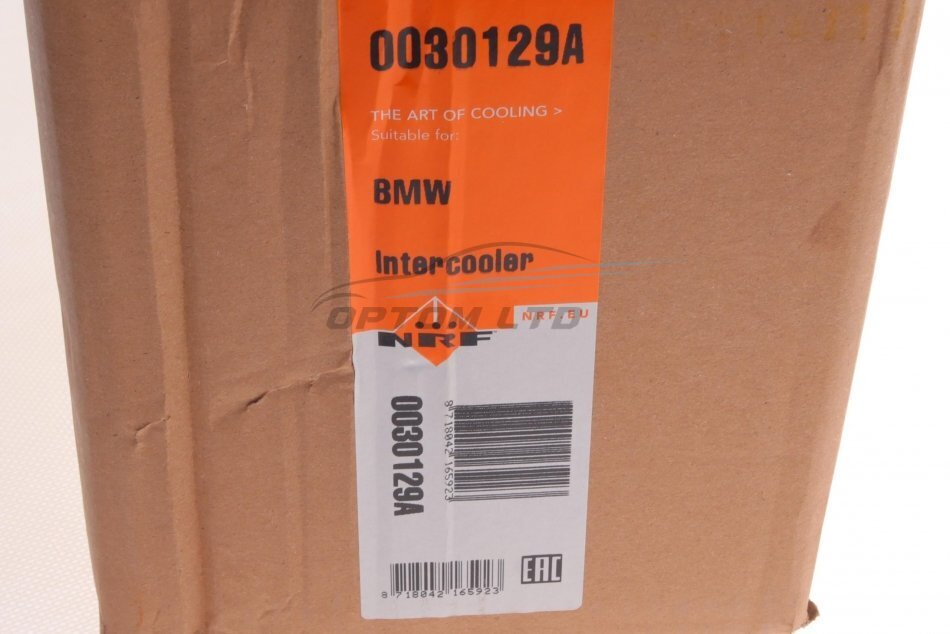 0030129A
THE ART OF COOLING >
Suitable for:
BMW
Intercooler
OPTOM LTD
NRF.EU
NRF
0030129A
8 718042 165923
8 718042 165923
EAC